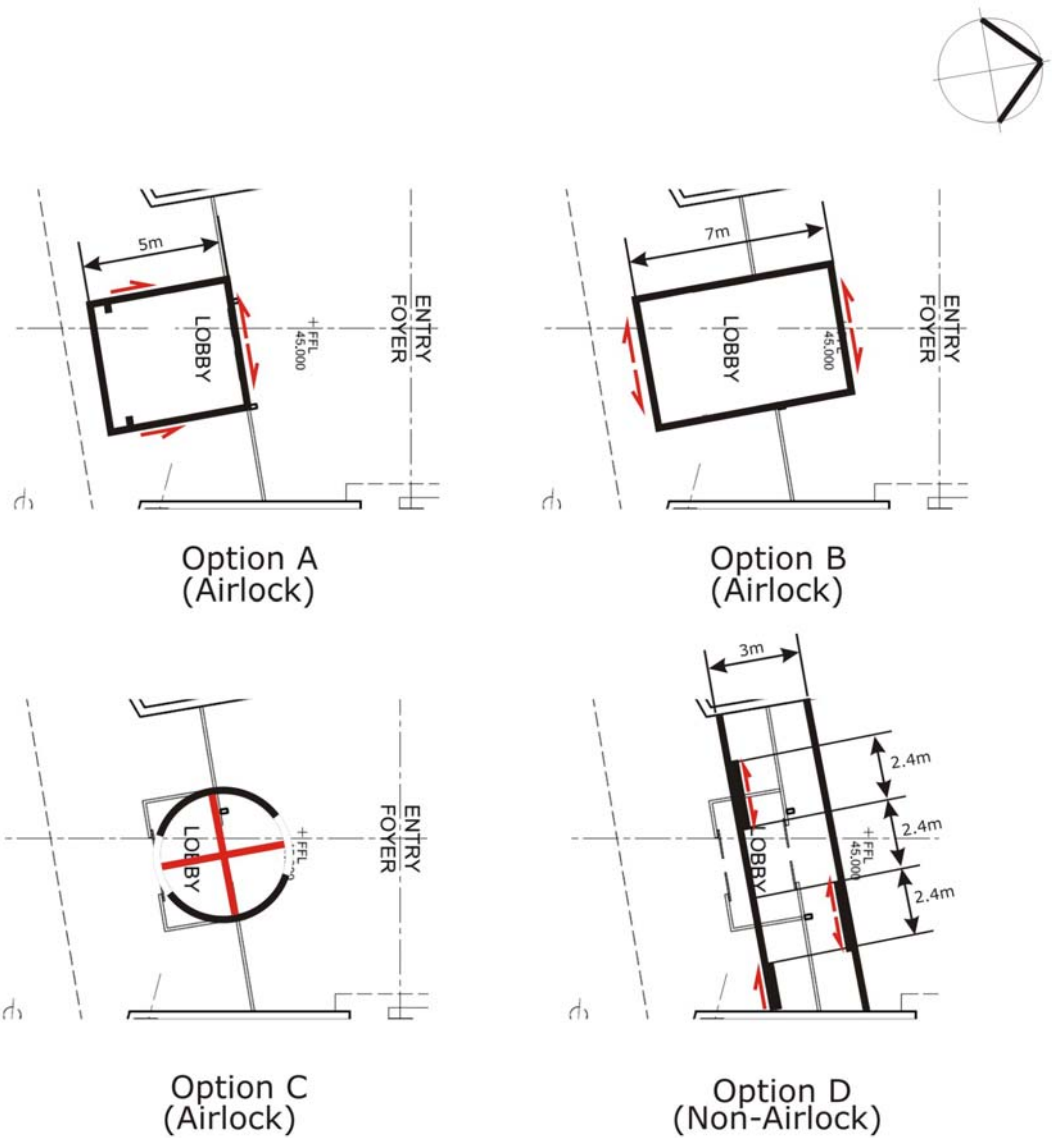 5m
LOBBY
+FFL
45.000
ENTRY
FOYER
Option A
(Airlock)
7m
LOBBY
45.000
ENTRY
FOYER
Option B
(Airlock)
LOBBY
+FFL
ENTRY
FOYER
Option C
(Airlock)
3m
2.4m
2.4m
2.4m
LOBBY
+FFL
45.000
Option D
(Non-Airlock)